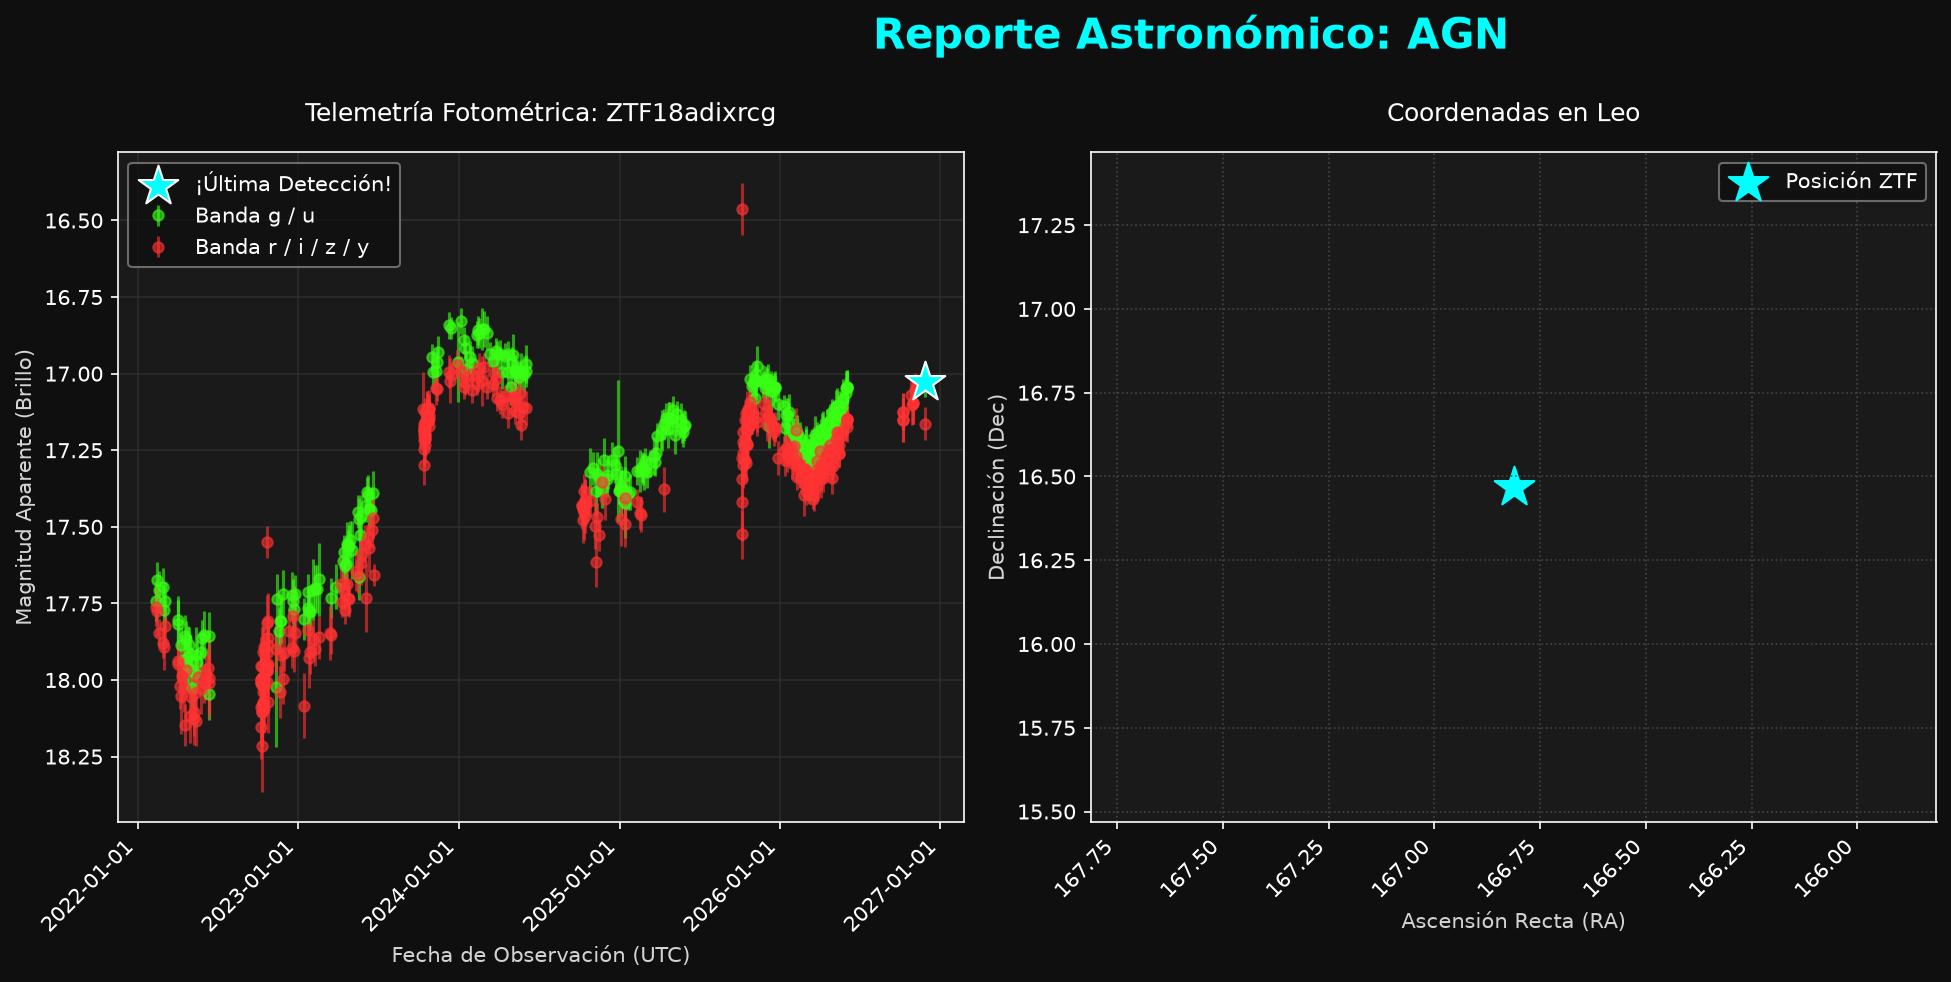 Reporte Astronómico: AGN
Telemetría Fotométrica: ZTF18adixrcg
¡Última Detección!
Banda g / u
Banda r / i / z / y
Magnitud Aparente (Brillo)
16.50
16.75
17.00
17.25
17.50
17.75
18.00
18.25
2022-01-01
2023-01-01
2024-01-01
2025-01-01
2026-01-01
2027-01-01
Fecha de Observación (UTC)
Coordenadas en Leo
Posición ZTF
Declinación (Dec)
17.25
17.00
16.75
16.50
16.25
16.00
15.75
15.50
167.75
167.50
167.25
167.00
166.75
166.50
166.25
166.00
Ascensión Recta (RA)